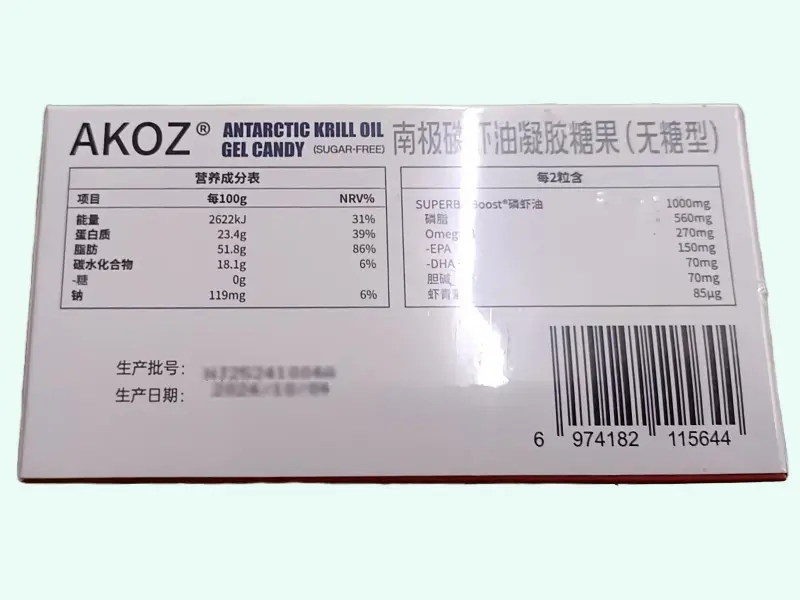 AKOZ® ANTARCTIC KRILL OIL GEL CANDY (SUGAR-FREE) 南极磷虾油凝胶糖果(无糖型)
营养成分表
项目 每100g NRV%
能量 2622kJ 31%
蛋白质 23.4g 39%
脂肪 51.8g 86%
碳水化合物 18.1g 6%
-糖 0g
钠 119mg 6%
每2粒含
SUPERBA Boost®磷虾油 1000mg
磷脂 560mg
Omega-3 270mg
-EPA 150mg
-DHA 70mg
胆碱 70mg
虾青素 85μg
生产批号:
生产日期:
6 974182 115644